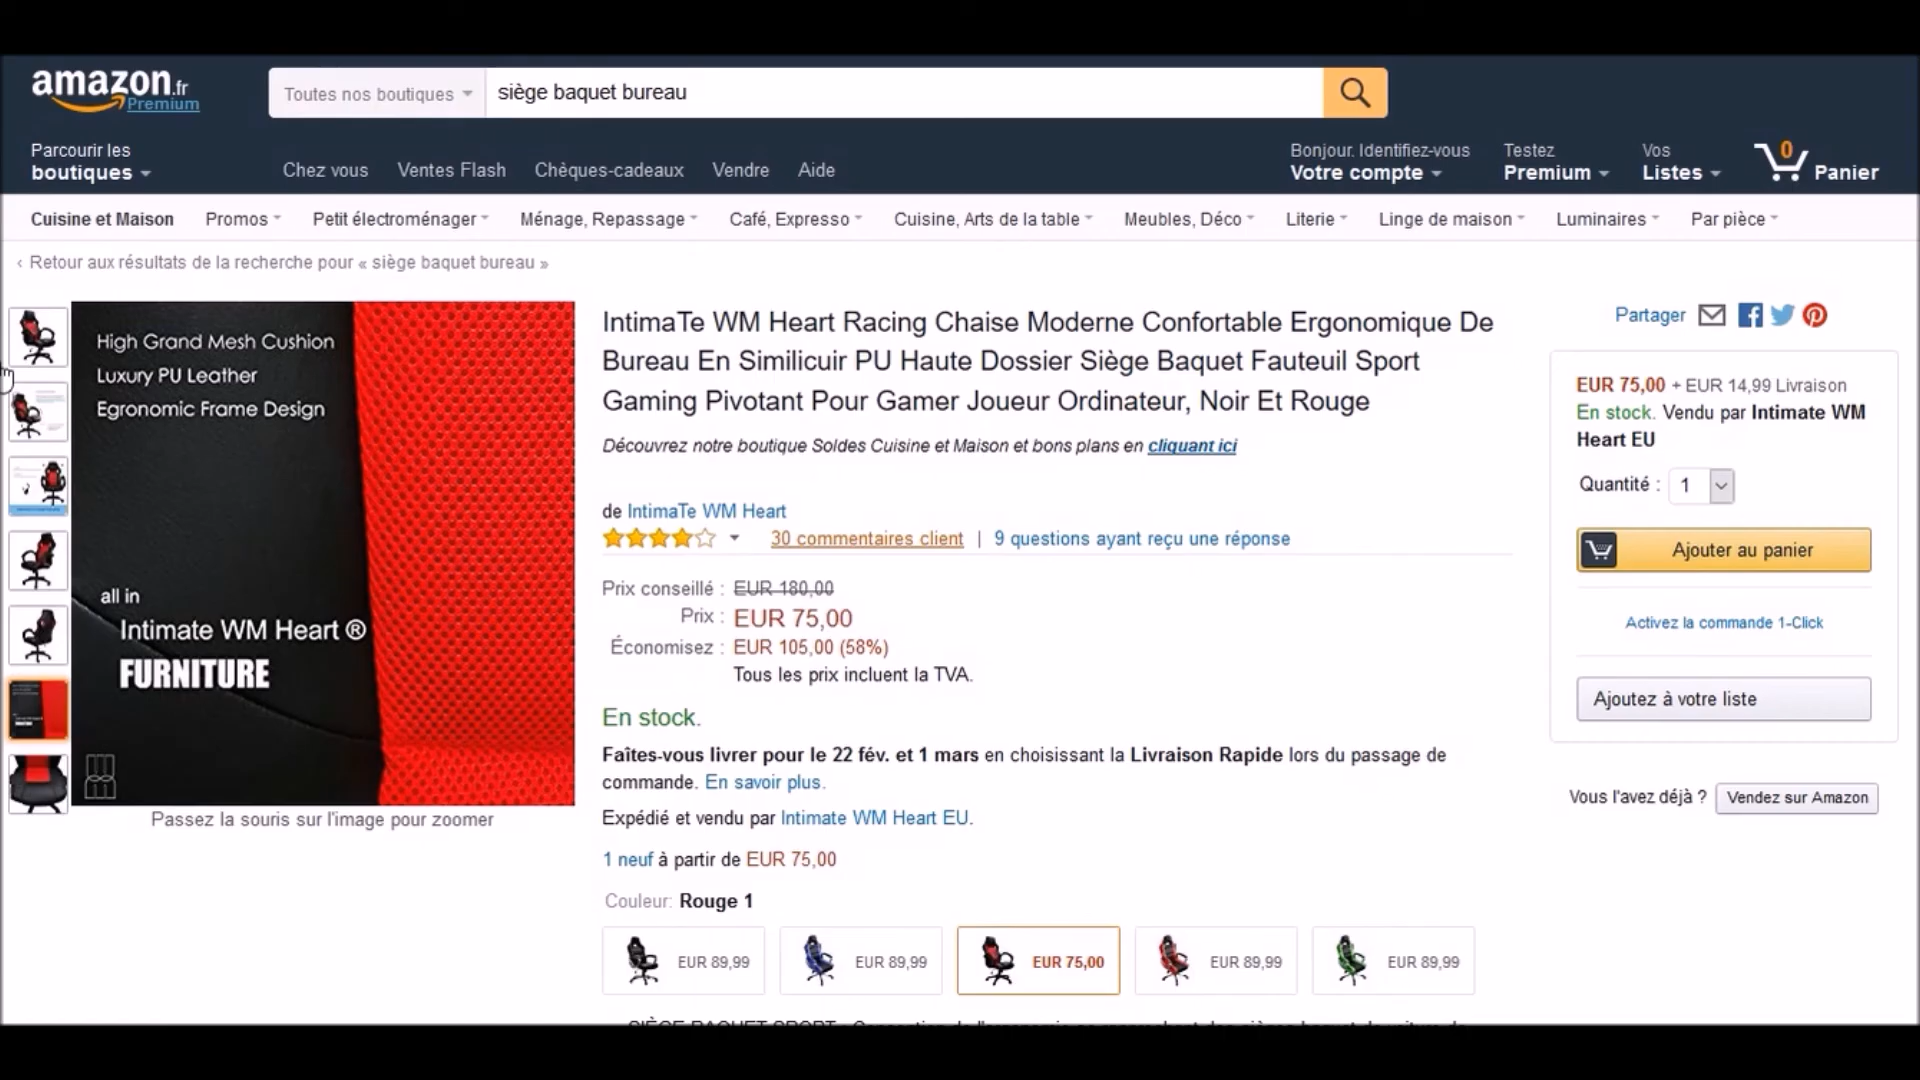 amazon.fr
Premium
Toutes nos boutiques
siège baquet bureau
Parcourir les
boutiques
Chez vous
Ventes Flash
Chèques-cadeaux
Vendre
Aide
Bonjour. Identifiez-vous
Votre compte
Testez
Premium
Vos
Listes
0
Panier
Cuisine et Maison
Promos
Petit électroménager
Ménage, Repassage
Café, Expresso
Cuisine, Arts de la table
Meubles, Déco
Literie
Linge de maison
Luminaires
Par pièce
‹ Retour aux résultats de la recherche pour « siège baquet bureau »
High Grand Mesh Cushion
Luxury PU Leather
Egronomic Frame Design
all in
Intimate WM Heart ®
FURNITURE
Passez la souris sur l'image pour zoomer
IntimaTe WM Heart Racing Chaise Moderne Confortable Ergonomique De
Bureau En Similicuir PU Haute Dossier Siège Baquet Fauteuil Sport
Gaming Pivotant Pour Gamer Joueur Ordinateur, Noir Et Rouge
Découvrez notre boutique Soldes Cuisine et Maison et bons plans en cliquant ici
de IntimaTe WM Heart
30 commentaires client | 9 questions ayant reçu une réponse
Prix conseillé : EUR 180,00
Prix : EUR 75,00
Économisez : EUR 105,00 (58%)
Tous les prix incluent la TVA.
En stock.
Faîtes-vous livrer pour le 22 fév. et 1 mars en choisissant la Livraison Rapide lors du passage de
commande. En savoir plus.
Expédié et vendu par Intimate WM Heart EU.
1 neuf à partir de EUR 75,00
Couleur: Rouge 1
EUR 89,99
EUR 89,99
EUR 75,00
EUR 89,99
EUR 89,99
Partager
EUR 75,00 + EUR 14,99 Livraison
En stock. Vendu par Intimate WM
Heart EU
Quantité : 1
Ajouter au panier
Activez la commande 1-Click
Ajoutez à votre liste
Vous l'avez déjà ? Vendez sur Amazon